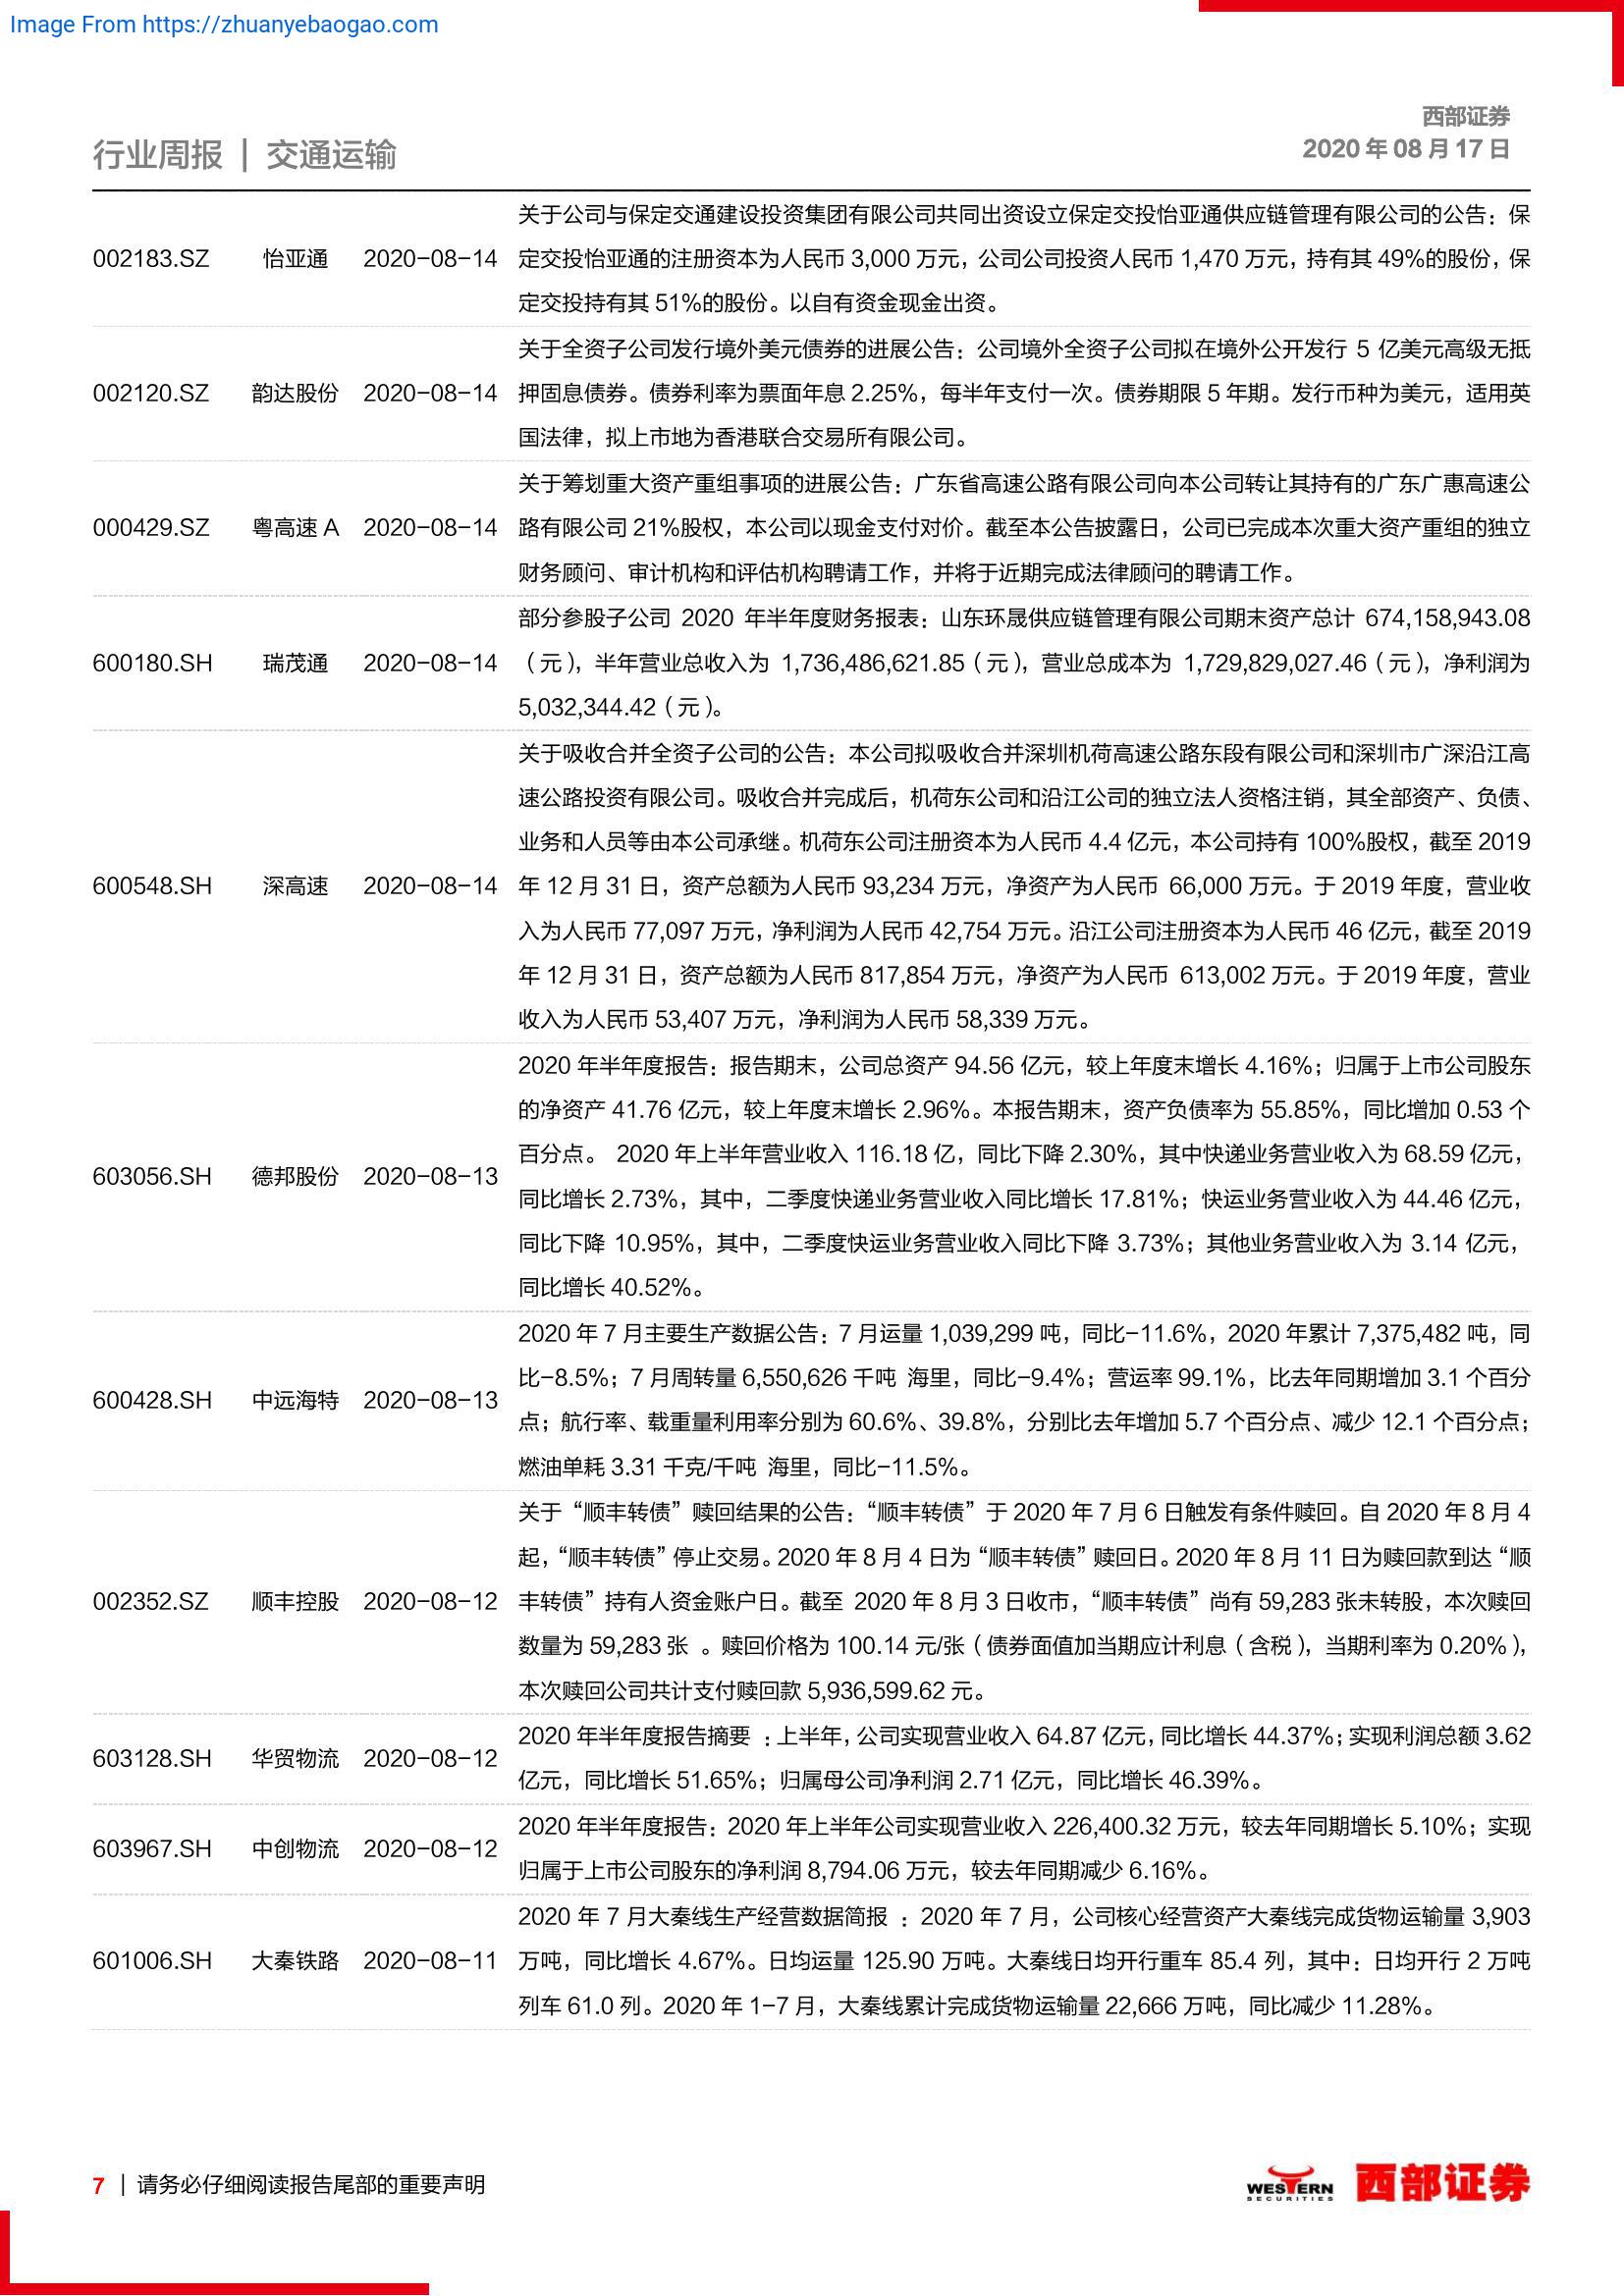 Image From https://zhuanyebaogao.com
西部证券
行业周报 | 交通运输
2020 年 08 月 17 日
关于公司与保定交通建设投资集团有限公司共同出资设立保定交投怡亚通供应链管理有限公司的公告：保
002183.SZ 怡亚通 2020-08-14 定交投怡亚通的注册资本为人民币 3,000 万元，公司公司投资人民币 1,470 万元，持有其 49%的股份，保
定交投持有其 51%的股份。以自有资金现金出资。
关于全资子公司发行境外美元债券的进展公告：公司境外全资子公司拟在境外公开发行 5 亿美元高级无抵
002120.SZ 韵达股份 2020-08-14 押固息债券。债券利率为票面年息 2.25%，每半年支付一次。债券期限 5 年期。发行币种为美元，适用英
国法律，拟上市地为香港联合交易所有限公司。
关于筹划重大资产重组事项的进展公告：广东省高速公路有限公司向本公司转让其持有的广东广惠高速公
000429.SZ 粤高速 A 2020-08-14 路有限公司 21%股权，本公司以现金支付对价。截至本公告披露日，公司已完成本次重大资产重组的独立
财务顾问、审计机构和评估机构聘请工作，并将于近期完成法律顾问的聘请工作。
部分参股子公司 2020 年半年度财务报表：山东环晟供应链管理有限公司期末资产总计 674,158,943.08
600180.SH 瑞茂通 2020-08-14 （元），半年营业总收入为 1,736,486,621.85（元），营业总成本为 1,729,829,027.46（元），净利润为
5,032,344.42（元）。
关于吸收合并全资子公司的公告：本公司拟吸收合并深圳机荷高速公路东段有限公司和深圳市广深沿江高
速公路投资有限公司。吸收合并完成后，机荷东公司和沿江公司的独立法人资格注销，其全部资产、负债、
业务和人员等由本公司承继。机荷东公司注册资本为人民币 4.4 亿元，本公司持有 100%股权，截至 2019
600548.SH 深高速 2020-08-14 年 12 月 31 日，资产总额为人民币 93,234 万元，净资产为人民币 66,000 万元。于 2019 年度，营业收
入为人民币 77,097 万元，净利润为人民币 42,754 万元。沿江公司注册资本为人民币 46 亿元，截至 2019
年 12 月 31 日，资产总额为人民币 817,854 万元，净资产为人民币 613,002 万元。于 2019 年度，营业
收入为人民币 53,407 万元，净利润为人民币 58,339 万元。
2020 年半年度报告：报告期末，公司总资产 94.56 亿元，较上年度末增长 4.16%；归属于上市公司股东
的净资产 41.76 亿元，较上年度末增长 2.96%。本报告期末，资产负债率为 55.85%，同比增加 0.53 个
百分点。 2020 年上半年营业收入 116.18 亿，同比下降 2.30%，其中快递业务营业收入为 68.59 亿元，
603056.SH 德邦股份 2020-08-13 同比增长 2.73%，其中，二季度快递业务营业收入同比增长 17.81%；快运业务营业收入为 44.46 亿元，
同比下降 10.95%，其中，二季度快运业务营业收入同比下降 3.73%；其他业务营业收入为 3.14 亿元，
同比增长 40.52%。
2020 年 7 月主要生产数据公告：7 月运量 1,039,299 吨，同比-11.6%，2020 年累计 7,375,482 吨，同
比-8.5%；7 月周转量 6,550,626 千吨 海里，同比-9.4%；营运率 99.1%，比去年同期增加 3.1 个百分
600428.SH 中远海特 2020-08-13 点；航行率、载重量利用率分别为 60.6%、39.8%，分别比去年增加 5.7 个百分点、减少 12.1 个百分点；
燃油单耗 3.31 千克/千吨 海里，同比-11.5%。
关于“顺丰转债”赎回结果的公告：“顺丰转债”于 2020 年 7 月 6 日触发有条件赎回。自 2020 年 8 月 4
起，“顺丰转债”停止交易。2020 年 8 月 4 日为“顺丰转债”赎回日。2020 年 8 月 11 日为赎回款到达“顺
002352.SZ 顺丰控股 2020-08-12 丰转债”持有人资金账户日。截至 2020 年 8 月 3 日收市，“顺丰转债”尚有 59,283 张未转股，本次赎回
数量为 59,283 张 。赎回价格为 100.14 元/张（债券面值加当期应计利息（含税），当期利率为 0.20%），
本次赎回公司共计支付赎回款 5,936,599.62 元。
2020 年半年度报告摘要 ：上半年，公司实现营业收入 64.87 亿元，同比增长 44.37%；实现利润总额 3.62
603128.SH 华贸物流 2020-08-12 亿元，同比增长 51.65%；归属母公司净利润 2.71 亿元，同比增长 46.39%。
2020 年半年度报告：2020 年上半年公司实现营业收入 226,400.32 万元，较去年同期增长 5.10%；实现
603967.SH 中创物流 2020-08-12 归属于上市公司股东的净利润 8,794.06 万元，较去年同期减少 6.16%。
2020 年 7 月大秦线生产经营数据简报 ：2020 年 7 月，公司核心经营资产大秦线完成货物运输量 3,903
601006.SH 大秦铁路 2020-08-11 万吨，同比增长 4.67%。日均运量 125.90 万吨。大秦线日均开行重车 85.4 列，其中：日均开行 2 万吨
列车 61.0 列。2020 年 1-7 月，大秦线累计完成货物运输量 22,666 万吨，同比减少 11.28%。
7 | 请务必仔细阅读报告尾部的重要声明
WESTERN SECURITIES 西部证券